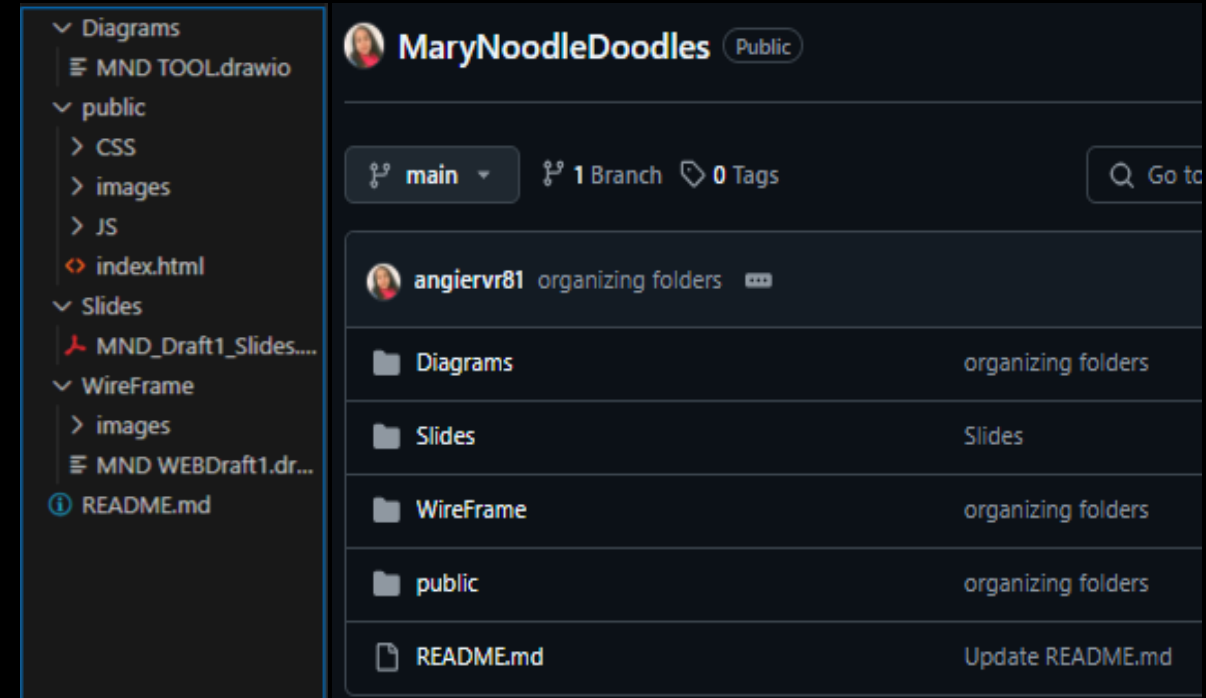 Diagrams
MND TOOL.drawio
public
CSS
images
JS
index.html
Slides
MND_Draft1_Slides....
WireFrame
images
MND WEBDraft1.dr...
README.md
MaryNoodleDoodles Public
main 1 Branch 0 Tags Go to
angiervr81 organizing folders
Diagrams organizing folders
Slides Slides
WireFrame organizing folders
public organizing folders
README.md Update README.md